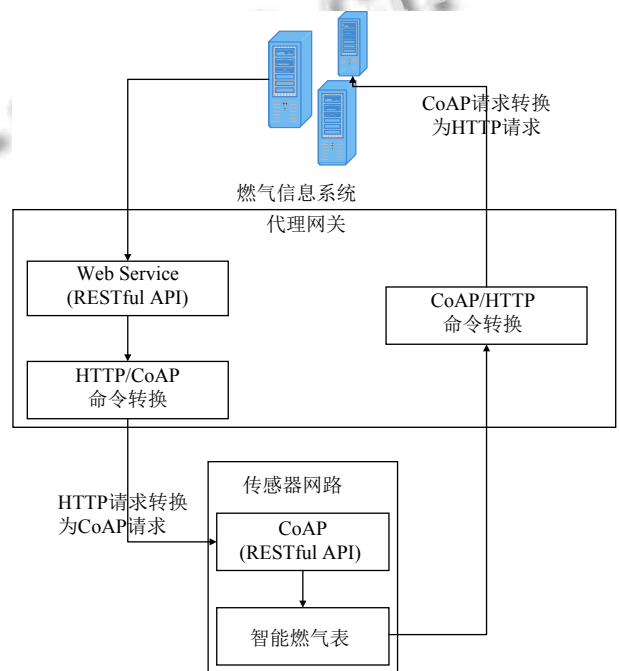 CoAP请求转换
为HTTP请求
燃气信息系统
代理网关
Web Service
(RESTful API)
CoAP/HTTP
命令转换
HTTP/CoAP
命令转换
HTTP请求转换
为CoAP请求
传感器网路
CoAP
(RESTful API)
智能燃气表